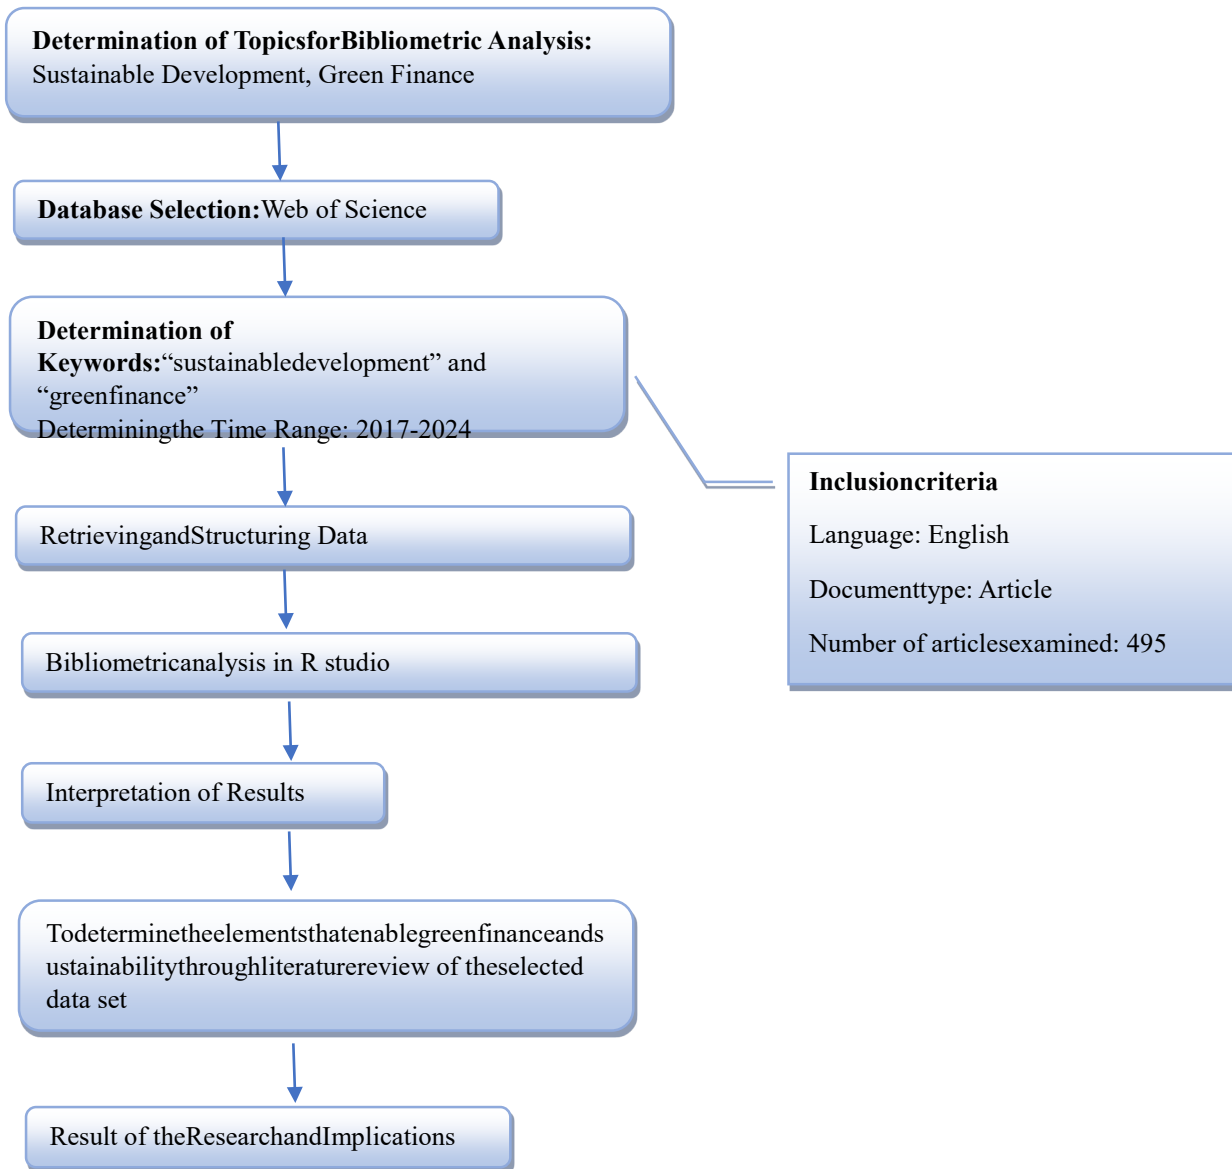 Determination of TopicsforBibliometric Analysis:
Sustainable Development, Green Finance
Database Selection:Web of Science
Determination of
Keywords:“sustainabledevelopment” and
“greenfinance”
Determiningthe Time Range: 2017-2024
Inclusioncriteria
Language: English
Documenttype: Article
Number of articlesexamined: 495
RetrievingandStructuring Data
Bibliometricanalysis in R studio
Interpretation of Results
Todeterminetheelementsthatenablegreenfinanceands
ustainabilitythroughliteraturereview of theselected
data set
Result of theResearchandImplications